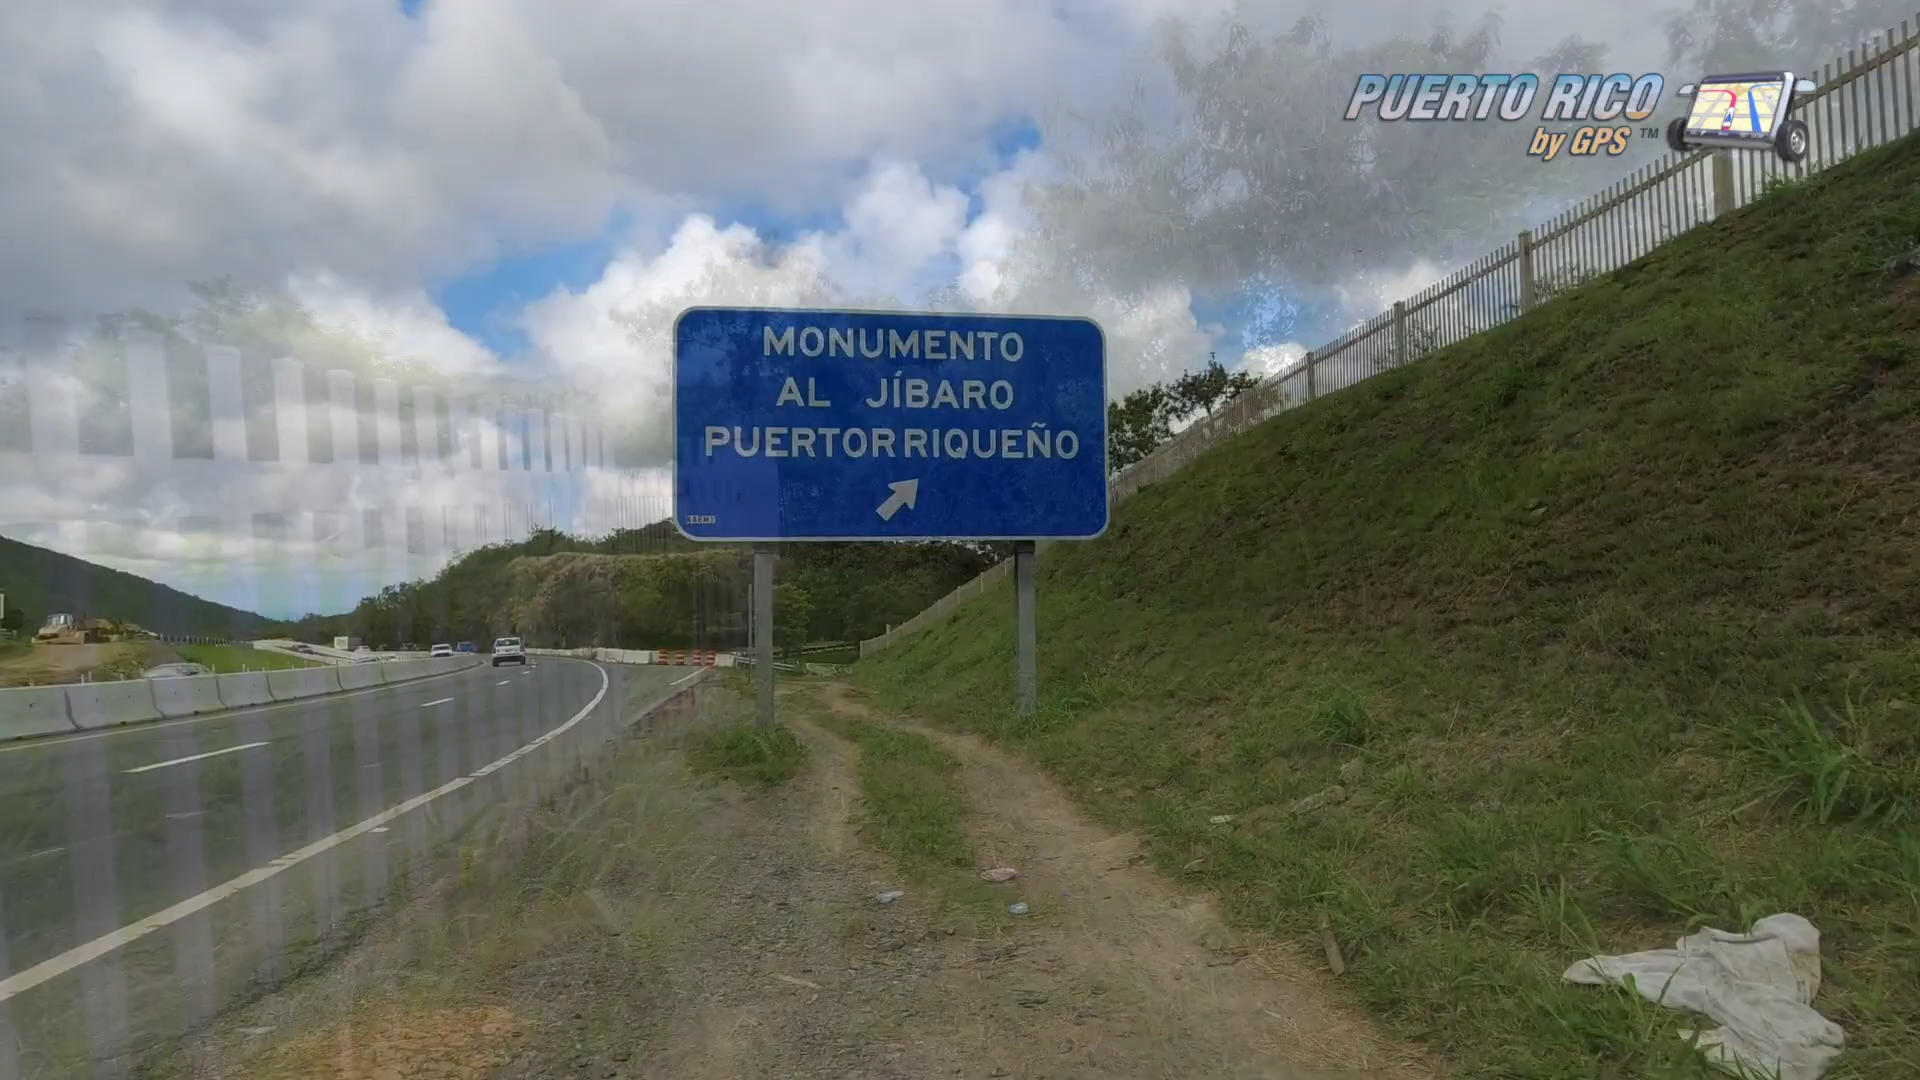 PUERTO RICO
by GPS™
MONUMENTO
AL JÍBARO
PUERTORRIQUEÑO